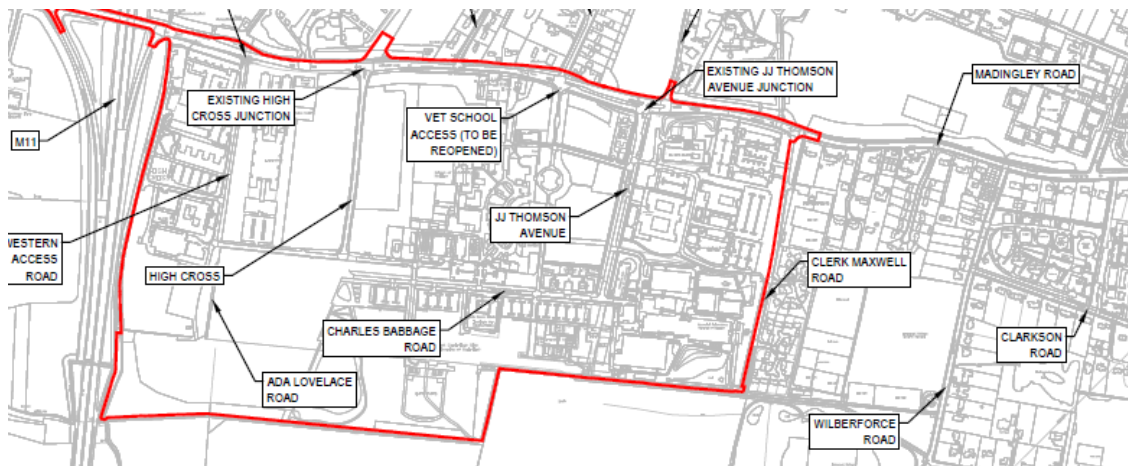 EXISTING JJ THOMSON
AVENUE JUNCTION
MADINGLEY ROAD
EXISTING HIGH
CROSS JUNCTION
VET SCHOOL
ACCESS (TO BE
REOPENED)
M11
JJ THOMSON
AVENUE
WESTERN
ACCESS
ROAD
HIGH CROSS
CLERK MAXWELL
ROAD
CHARLES BABBAGE
ROAD
CLARKSON
ROAD
ADA LOVELACE
ROAD
WILBERFORCE
ROAD